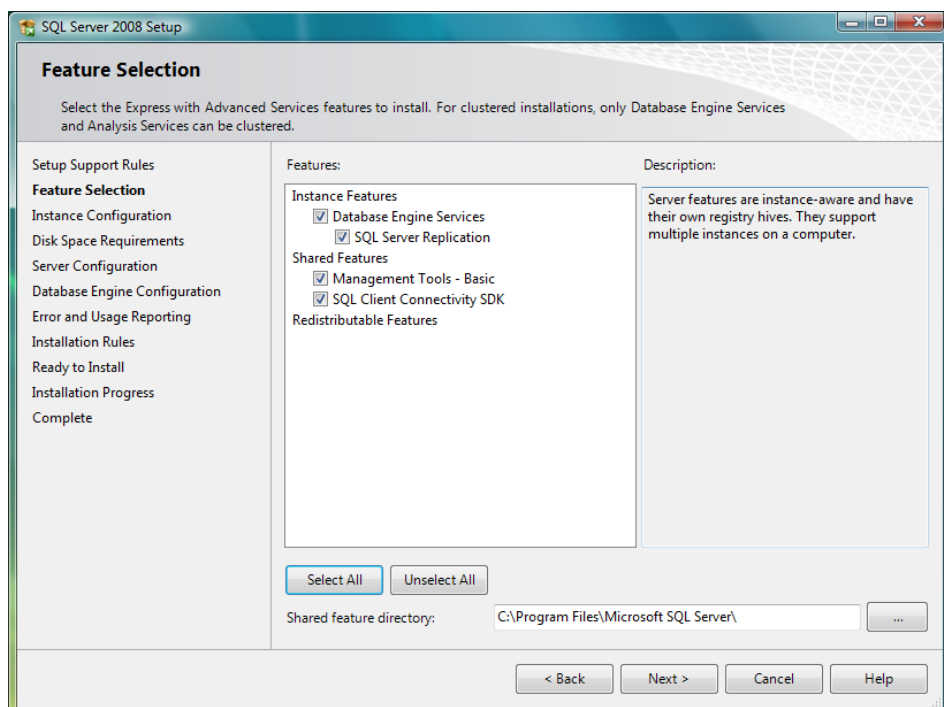 SQL Server 2008 Setup
Feature Selection
Select the Express with Advanced Services features to install. For clustered installations, only Database Engine Services
and Analysis Services can be clustered.
Setup Support Rules
Feature Selection
Instance Configuration
Disk Space Requirements
Server Configuration
Database Engine Configuration
Error and Usage Reporting
Installation Rules
Ready to Install
Installation Progress
Complete
Features:
Instance Features
Database Engine Services
SQL Server Replication
Shared Features
Management Tools - Basic
SQL Client Connectivity SDK
Redistributable Features
Description:
Server features are instance-aware and have
their own registry hives. They support
multiple instances on a computer.
Select All
Unselect All
Shared feature directory:
C:\Program Files\Microsoft SQL Server\
...
< Back
Next >
Cancel
Help